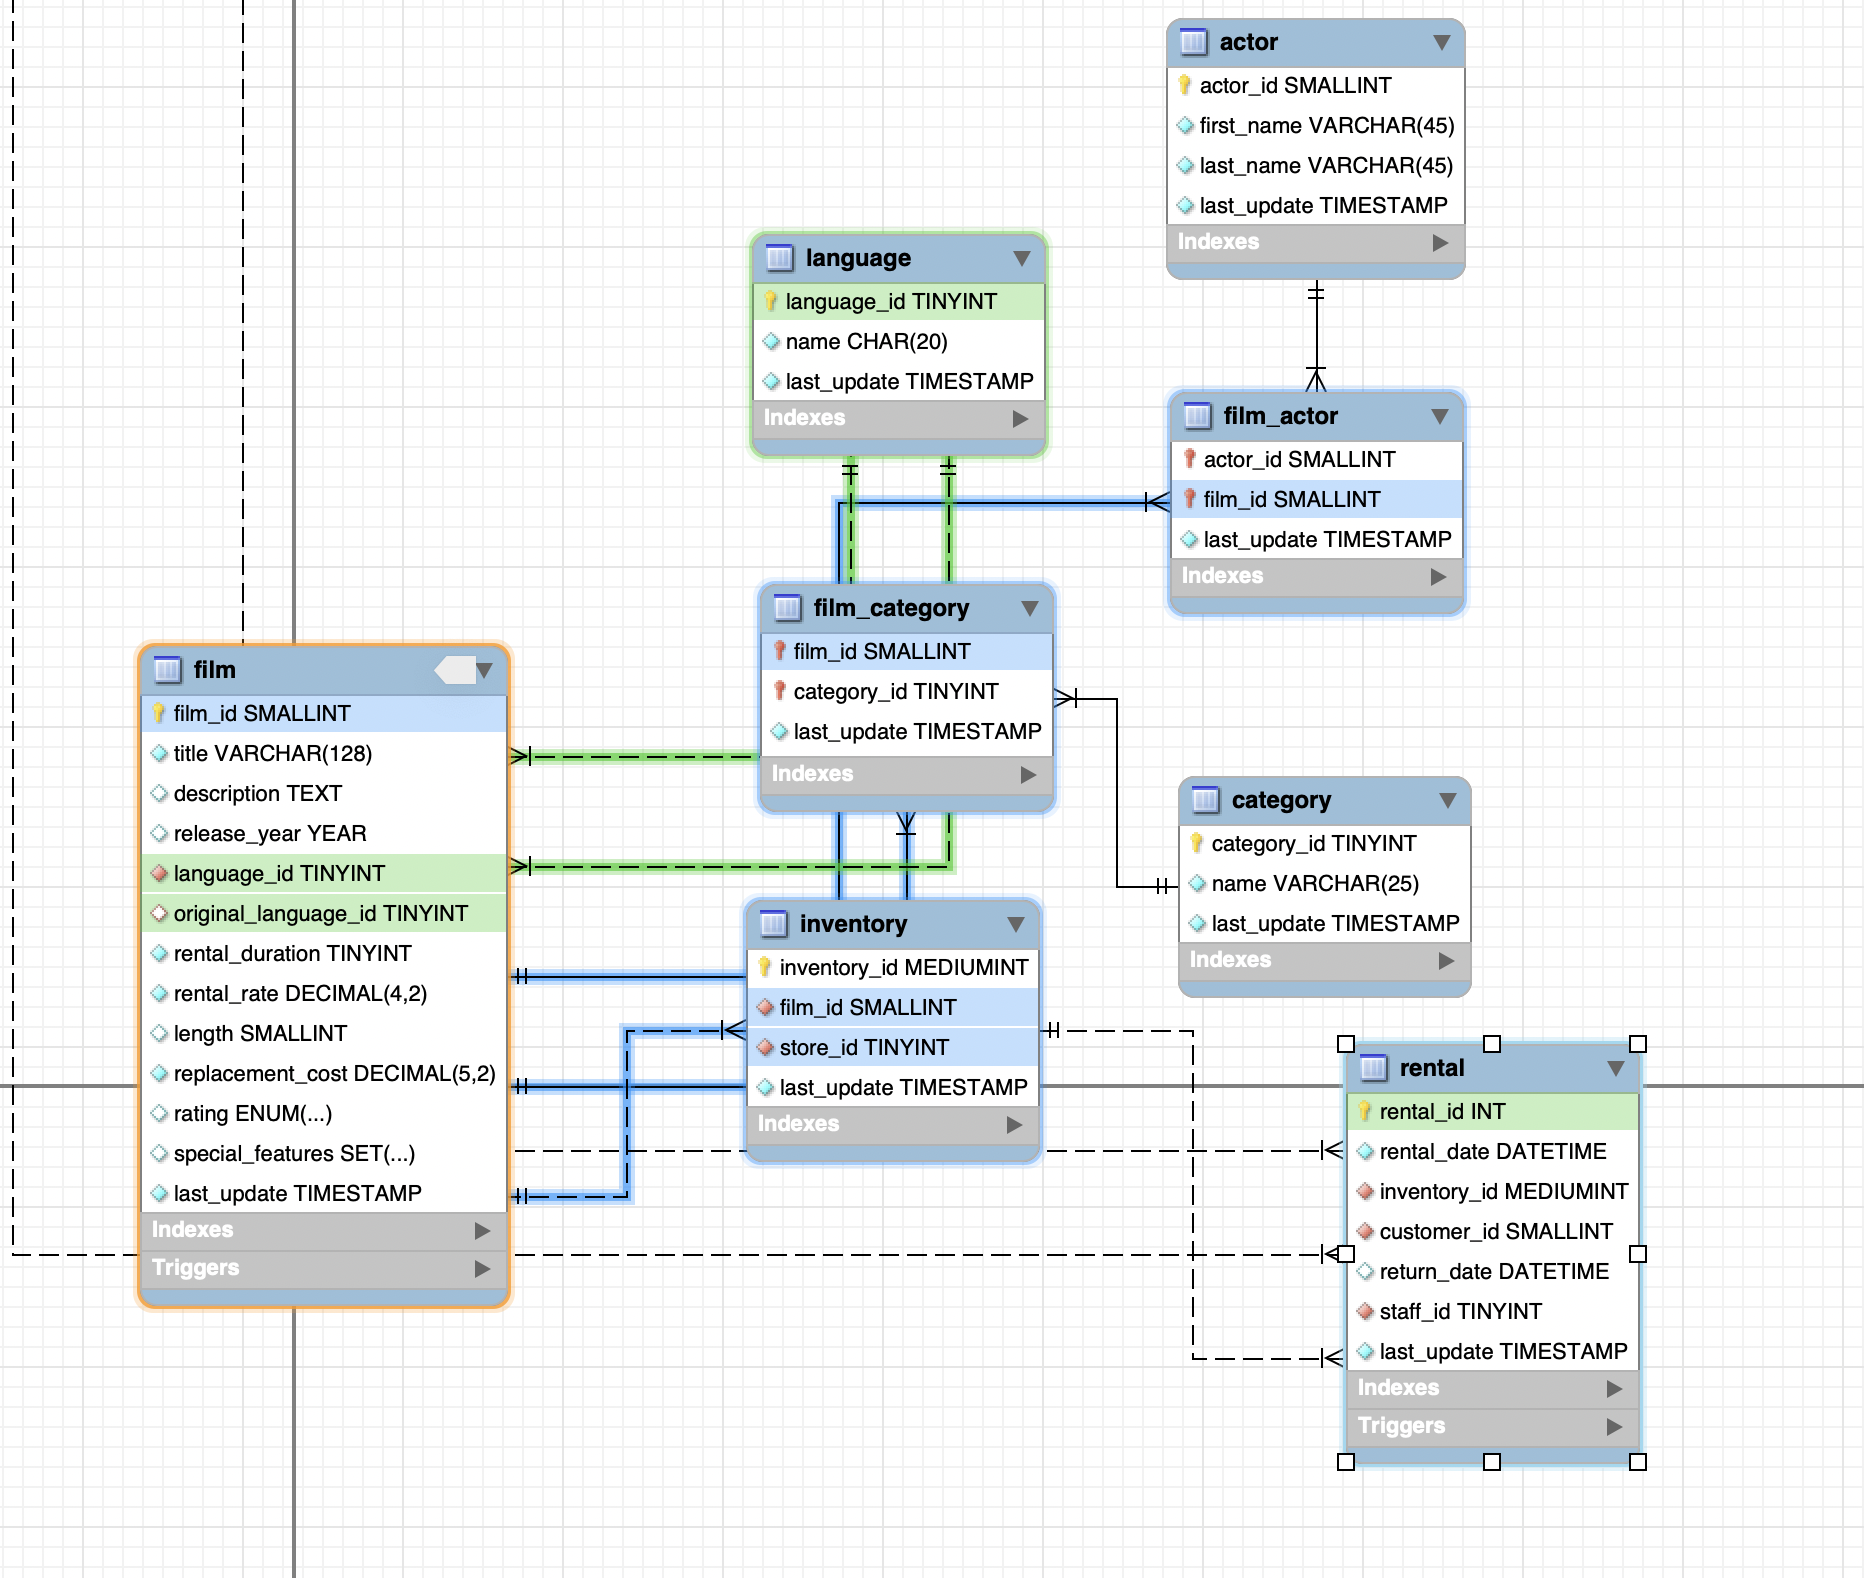 actor
actor_id SMALLINT
first_name VARCHAR(45)
last_name VARCHAR(45)
last_update TIMESTAMP
Indexes
language
language_id TINYINT
name CHAR(20)
last_update TIMESTAMP
Indexes
film_actor
actor_id SMALLINT
film_id SMALLINT
last_update TIMESTAMP
Indexes
film_category
film_id SMALLINT
category_id TINYINT
last_update TIMESTAMP
Indexes
film
film_id SMALLINT
title VARCHAR(128)
description TEXT
release_year YEAR
language_id TINYINT
original_language_id TINYINT
rental_duration TINYINT
rental_rate DECIMAL(4,2)
length SMALLINT
replacement_cost DECIMAL(5,2)
rating ENUM(...)
special_features SET(...)
last_update TIMESTAMP
Indexes
Triggers
category
category_id TINYINT
name VARCHAR(25)
last_update TIMESTAMP
Indexes
inventory
inventory_id MEDIUMINT
film_id SMALLINT
store_id TINYINT
last_update TIMESTAMP
Indexes
rental
rental_id INT
rental_date DATETIME
inventory_id MEDIUMINT
customer_id SMALLINT
return_date DATETIME
staff_id TINYINT
last_update TIMESTAMP
Indexes
Triggers